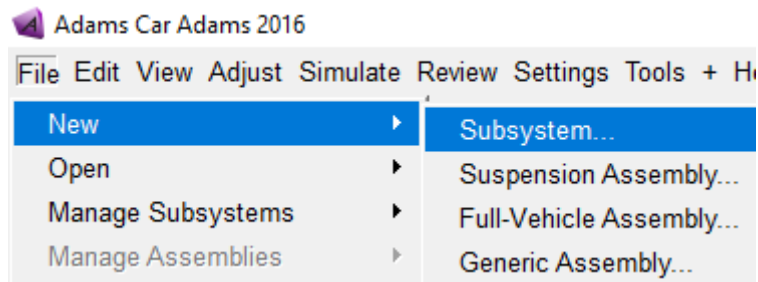 Adams Car Adams 2016
File Edit View Adjust Simulate Review Settings Tools +
New
Subsystem...
Open
Suspension Assembly...
Manage Subsystems
Full-Vehicle Assembly...
Manage Assemblies
Generic Assembly...